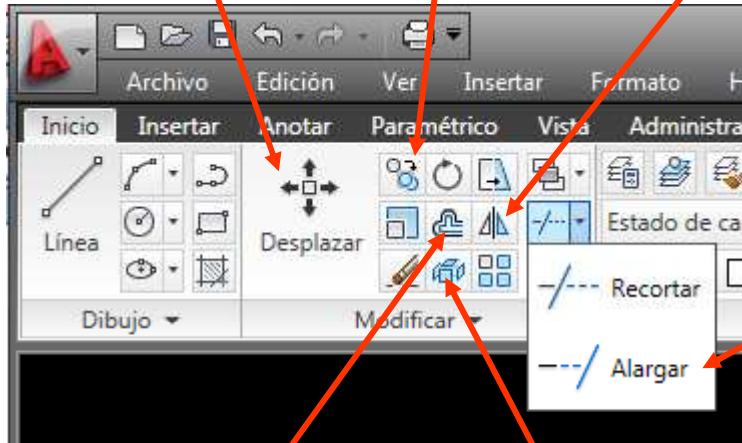 Archivo Edición Ver Insertar Formato
Inicio Insertar Anotar Paramétrico Vista Administra
Línea Desplazar Estado de ca
Recortar
Dibujo Modificar
Alargar